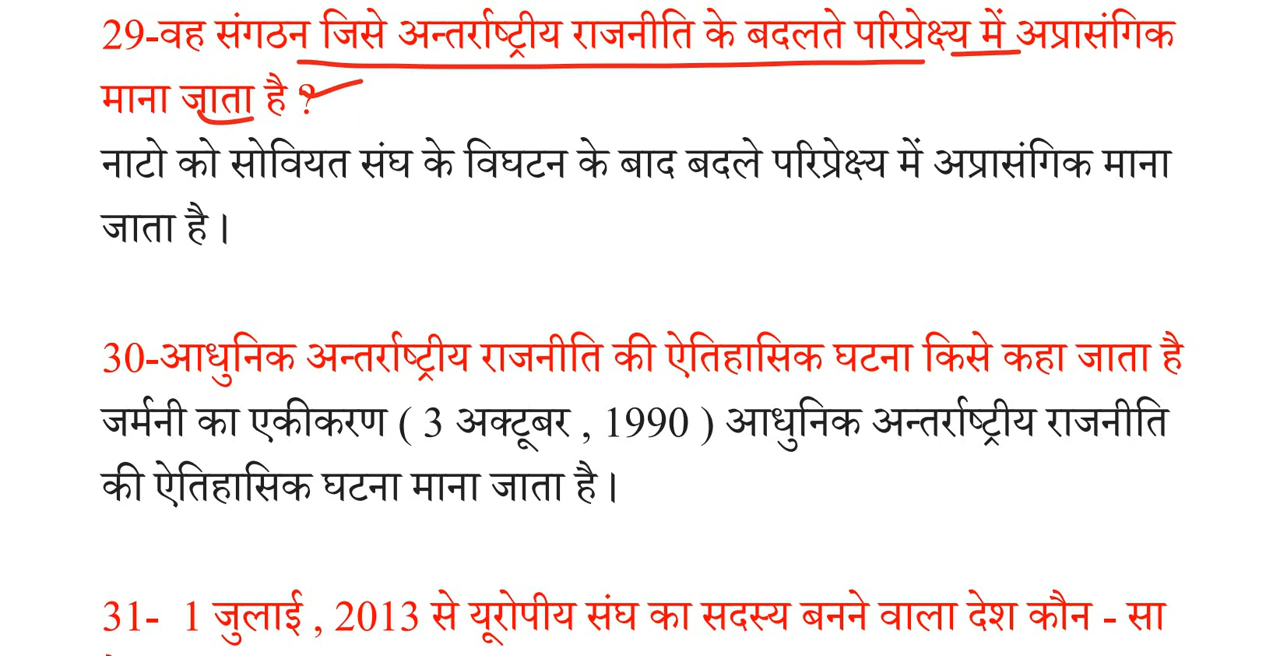 29-वह संगठन जिसे अन्तर्राष्ट्रीय राजनीति के बदलते परिप्रेक्ष्य में अप्रासंगिक
माना जाता है ?
नाटो को सोवियत संघ के विघटन के बाद बदले परिप्रेक्ष्य में अप्रासंगिक माना
जाता है।
30-आधुनिक अन्तर्राष्ट्रीय राजनीति की ऐतिहासिक घटना किसे कहा जाता है
जर्मनी का एकीकरण ( 3 अक्टूबर , 1990 ) आधुनिक अन्तर्राष्ट्रीय राजनीति
की ऐतिहासिक घटना माना जाता है।
31- 1 जुलाई , 2013 से यूरोपीय संघ का सदस्य बनने वाला देश कौन - सा